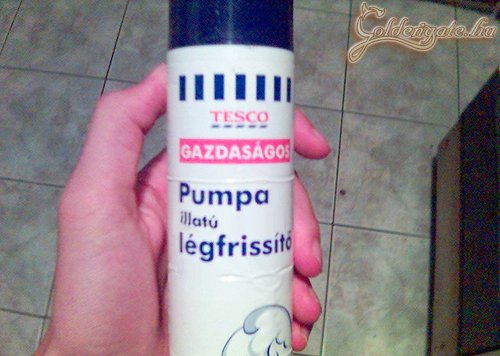 Goldengate.hu
TESCO
GAZDASÁGOS
Pumpa
illatú
légfrissítő